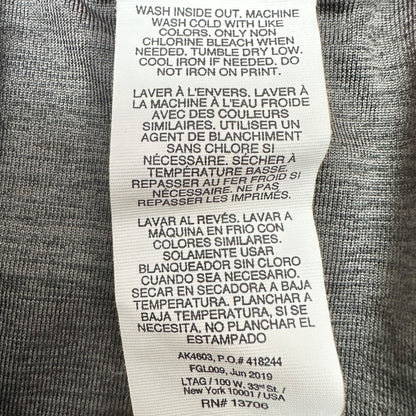 WASH INSIDE OUT. MACHINE
WASH COLD WITH LIKE
COLORS. ONLY NON
CHLORINE BLEACH WHEN
NEEDED. TUMBLE DRY LOW.
COOL IRON IF NEEDED. DO
NOT IRON ON PRINT.
LAVER À L'ENVERS. LAVER À
LA MACHINE À L'EAU FROIDE
AVEC DES COULEURS
SIMILAIRES. UTILISER UN
AGENT DE BLANCHIMENT
SANS CHLORE SI
NÉCESSAIRE. SÉCHER À
TEMPÉRATURE BASSE.
REPASSER AU FER FROID SI
NÉCESSAIRE. NE PAS
REPASSER LES IMPRIMÉS.
LAVAR AL REVÉS. LAVAR A
MÁQUINA EN FRIO CON
COLORES SIMILARES.
SOLAMENTE USAR
BLANQUEADOR SIN CLORO
CUANDO SEA NECESARIO.
SECAR EN SECADORA A BAJA
TEMPERATURA. PLANCHAR A
BAJA TEMPERATURA, SI SE
NECESITA, NO PLANCHAR EL
ESTAMPADO.
AK4603, P.O.# 418244
FGL009, Jun 2019
LTAG / 100 W. 33rd St. /
New York 10001 / USA
RN# 13706